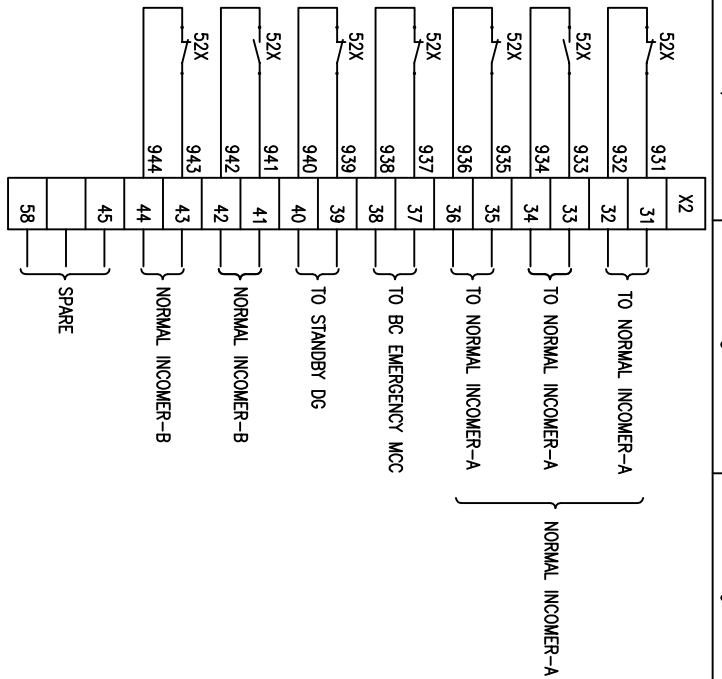 X2
52X
931
932
31
32
TO NORMAL INCOMER-A
52X
933
934
33
34
TO NORMAL INCOMER-A
52X
935
936
35
36
TO NORMAL INCOMER-A
NORMAL INCOMER-A
52X
937
938
37
38
TO BC EMERGENCY MCC
52X
939
940
39
40
TO STANDBY DG
52X
941
942
41
42
NORMAL INCOMER-B
52X
943
944
43
44
NORMAL INCOMER-B
45
58
SPARE